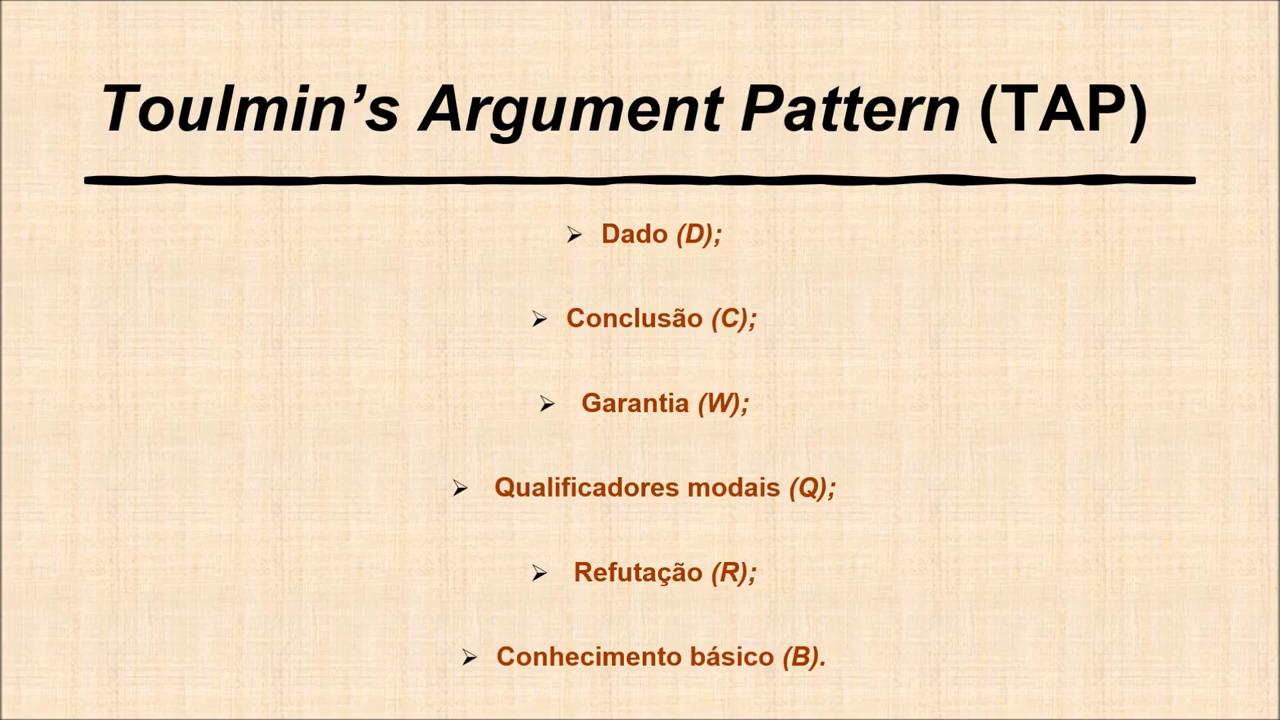 Toulmin’s Argument Pattern (TAP)
➢ Dado (D);
➢ Conclusão (C);
➢ Garantia (W);
➢ Qualificadores modais (Q);
➢ Refutação (R);
➢ Conhecimento básico (B).